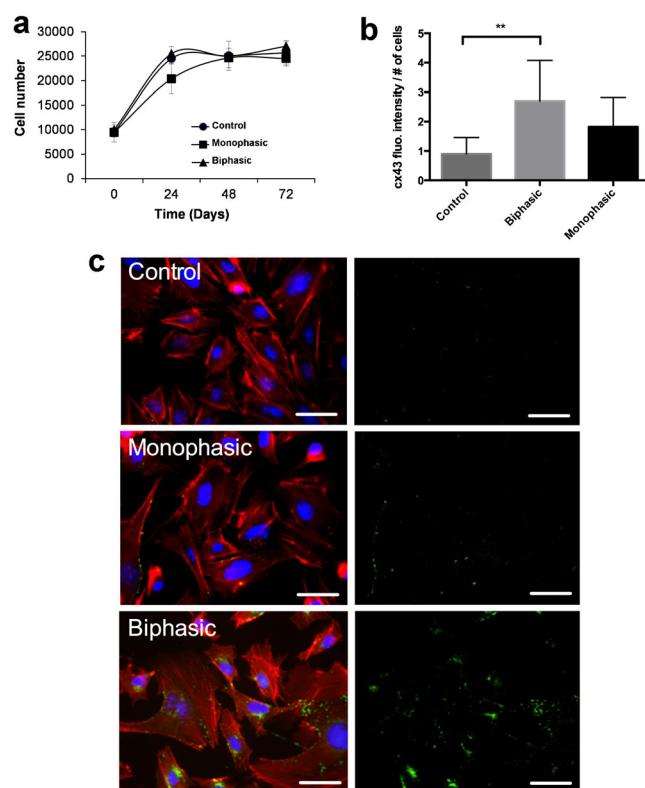 a
30000
25000
20000
15000
10000
5000
0
Cell number
Control
Monophasic
Biphasic
0 24 48 72
Time (Days)
b
**
5
4
3
2
1
0
cx43 fluo. intensity / # of cells
Control
Biphasic
Monophasic
c
Control
Monophasic
Biphasic